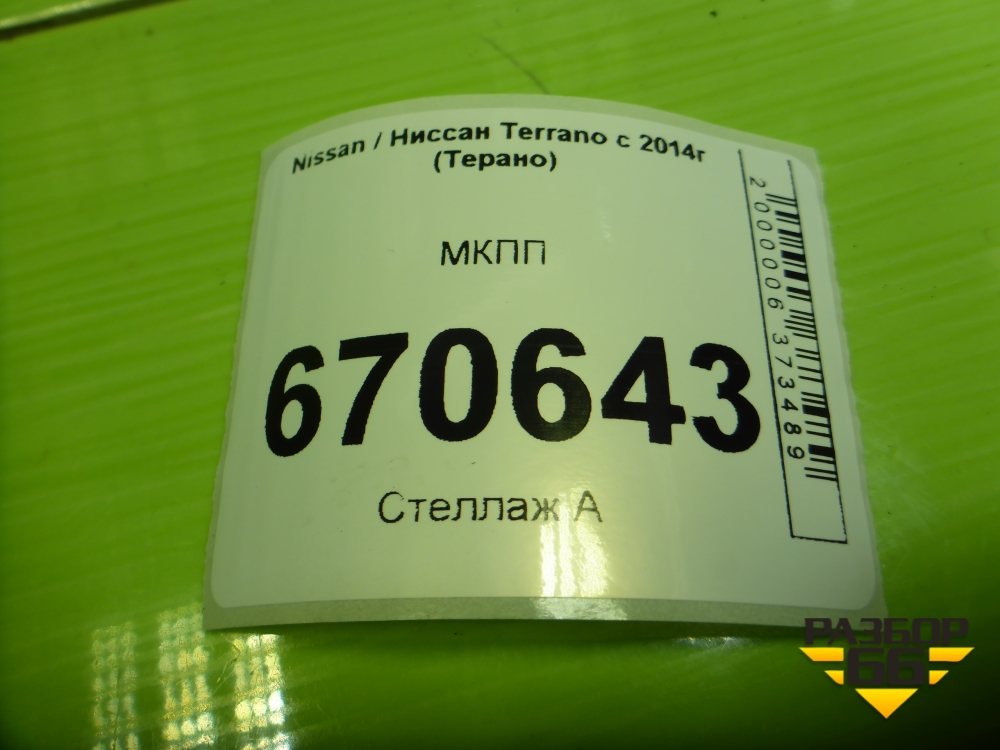 Nissan / Ниссан Terrano с 2014г
(Терано)
МКПП
670643
Стеллаж А
2000006373489
РАЗБОР
66